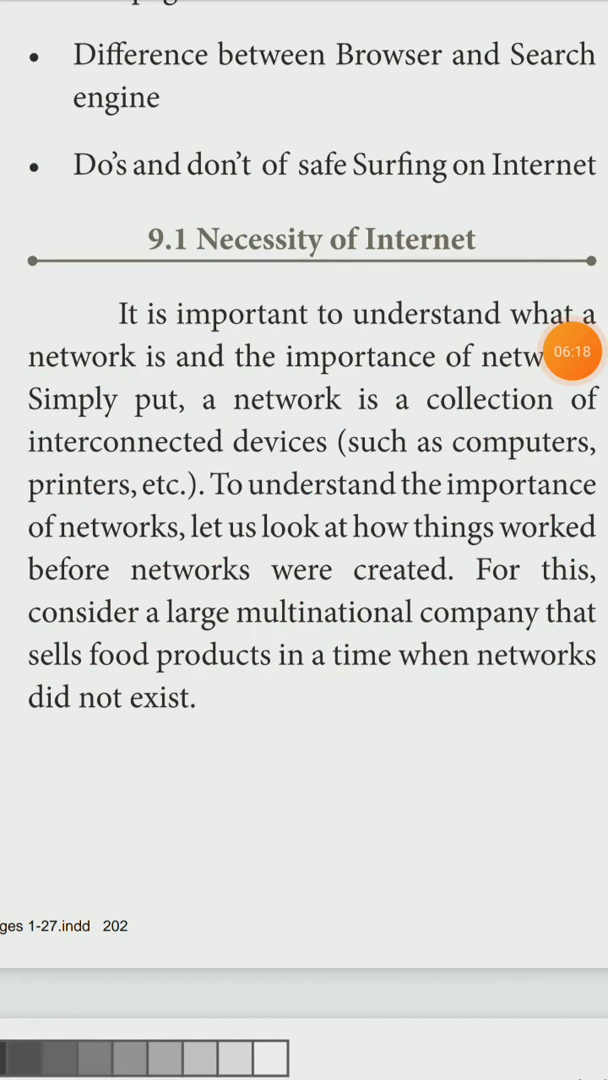 • Difference between Browser and Search
engine
• Do's and don't of safe Surfing on Internet
9.1 Necessity of Internet
It is important to understand what a
network is and the importance of netw
06:18
Simply put, a network is a collection of
interconnected devices (such as computers,
printers, etc.). To understand the importance
of networks, let us look at how things worked
before networks were created. For this,
consider a large multinational company that
sells food products in a time when networks
did not exist.
ges 1-27.indd 202